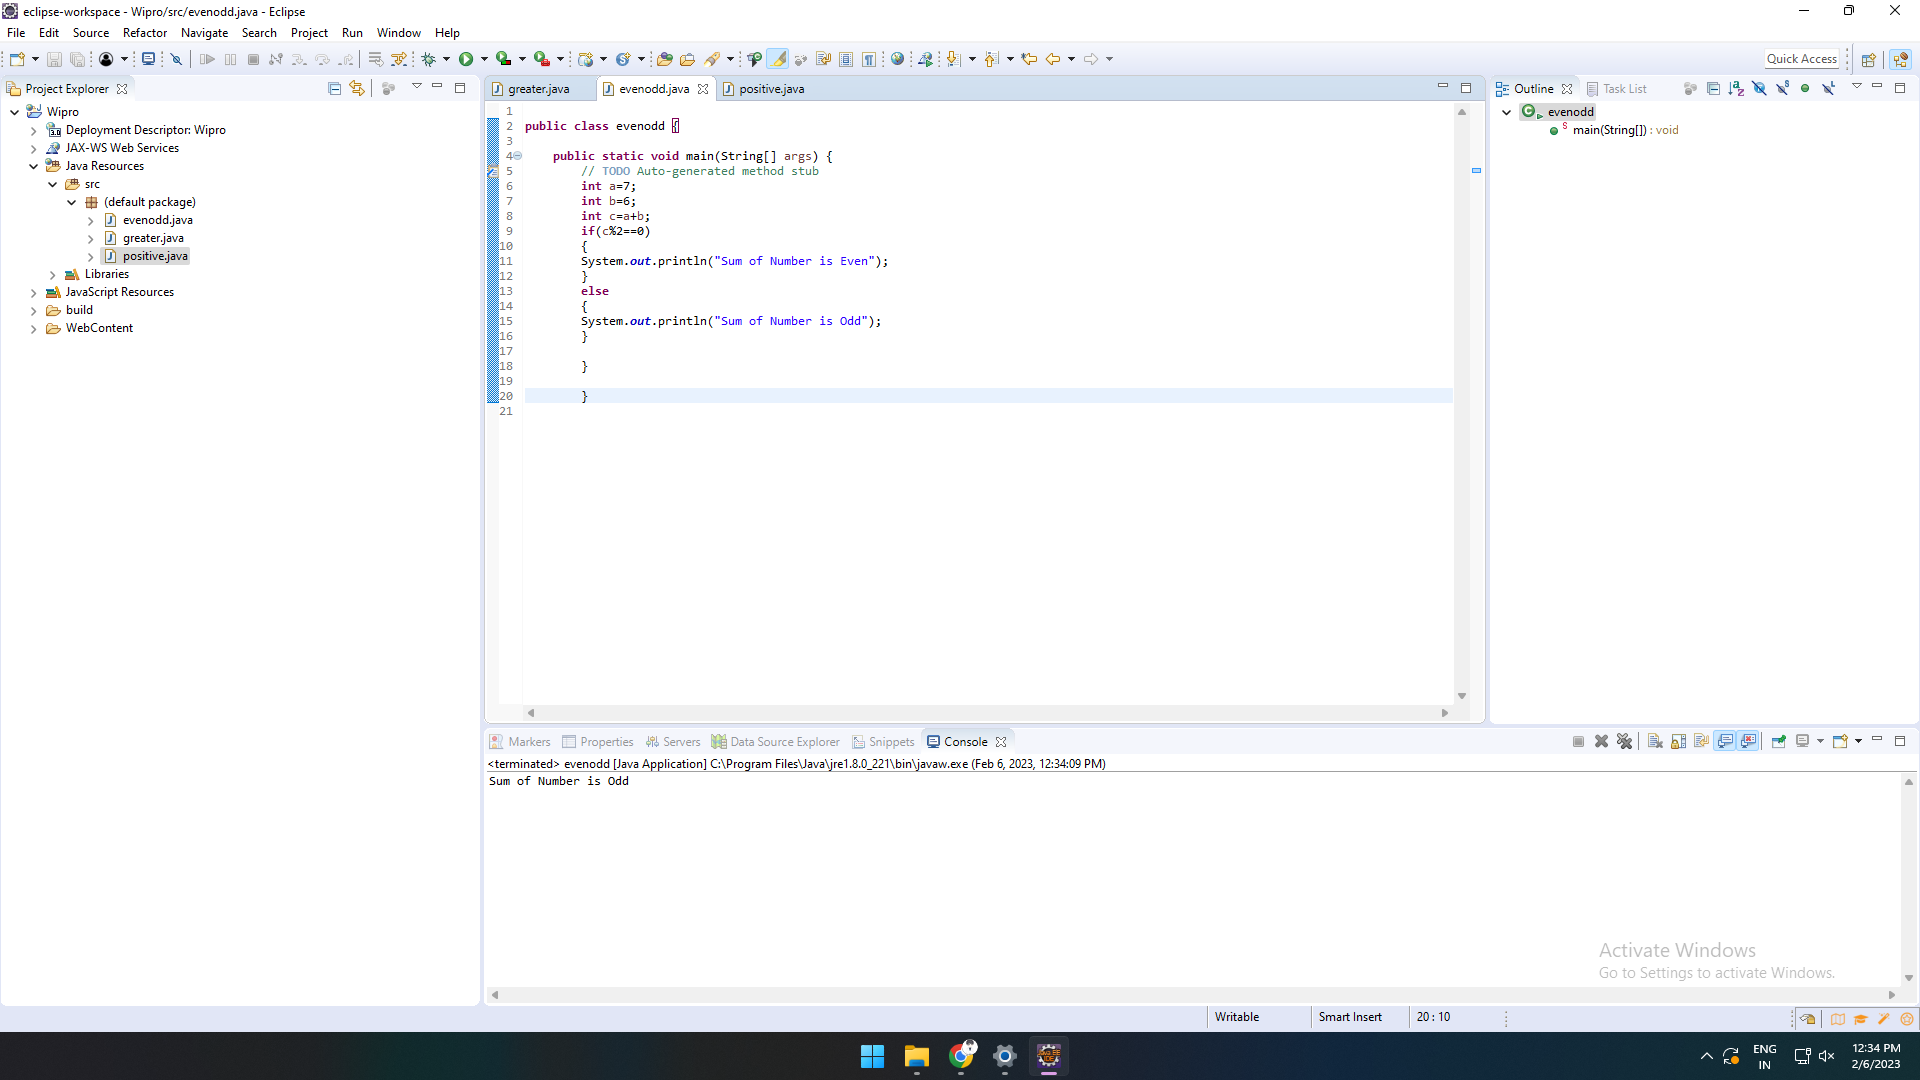 eclipse-workspace - Wipro/src/evenodd.java - Eclipse
File Edit Source Refactor Navigate Search Project Run Window Help
Quick Access
Project Explorer
Wipro
Deployment Descriptor: Wipro
JAX-WS Web Services
Java Resources
src
(default package)
evenodd.java
greater.java
positive.java
Libraries
JavaScript Resources
build
WebContent
greater.java evenodd.java positive.java
1
2 public class evenodd {
3
4 public static void main(String[] args) {
5 // TODO Auto-generated method stub
6 int a=7;
7 int b=6;
8 int c=a+b;
9 if(c%2==0)
10 {
11 System.out.println("Sum of Number is Even");
12 }
13 else
14 {
15 System.out.println("Sum of Number is Odd");
16 }
17
18 }
19
20 }
21
Outline Task List
evenodd
main(String[]) : void
Markers Properties Servers Data Source Explorer Snippets Console
<terminated> evenodd [Java Application] C:\Program Files\Java\jre1.8.0_221\bin\javaw.exe (Feb 6, 2023, 12:34:09 PM)
Sum of Number is Odd
Activate Windows
Go to Settings to activate Windows.
Writable Smart Insert 20 : 10
ENG
IN
12:34 PM
2/6/2023